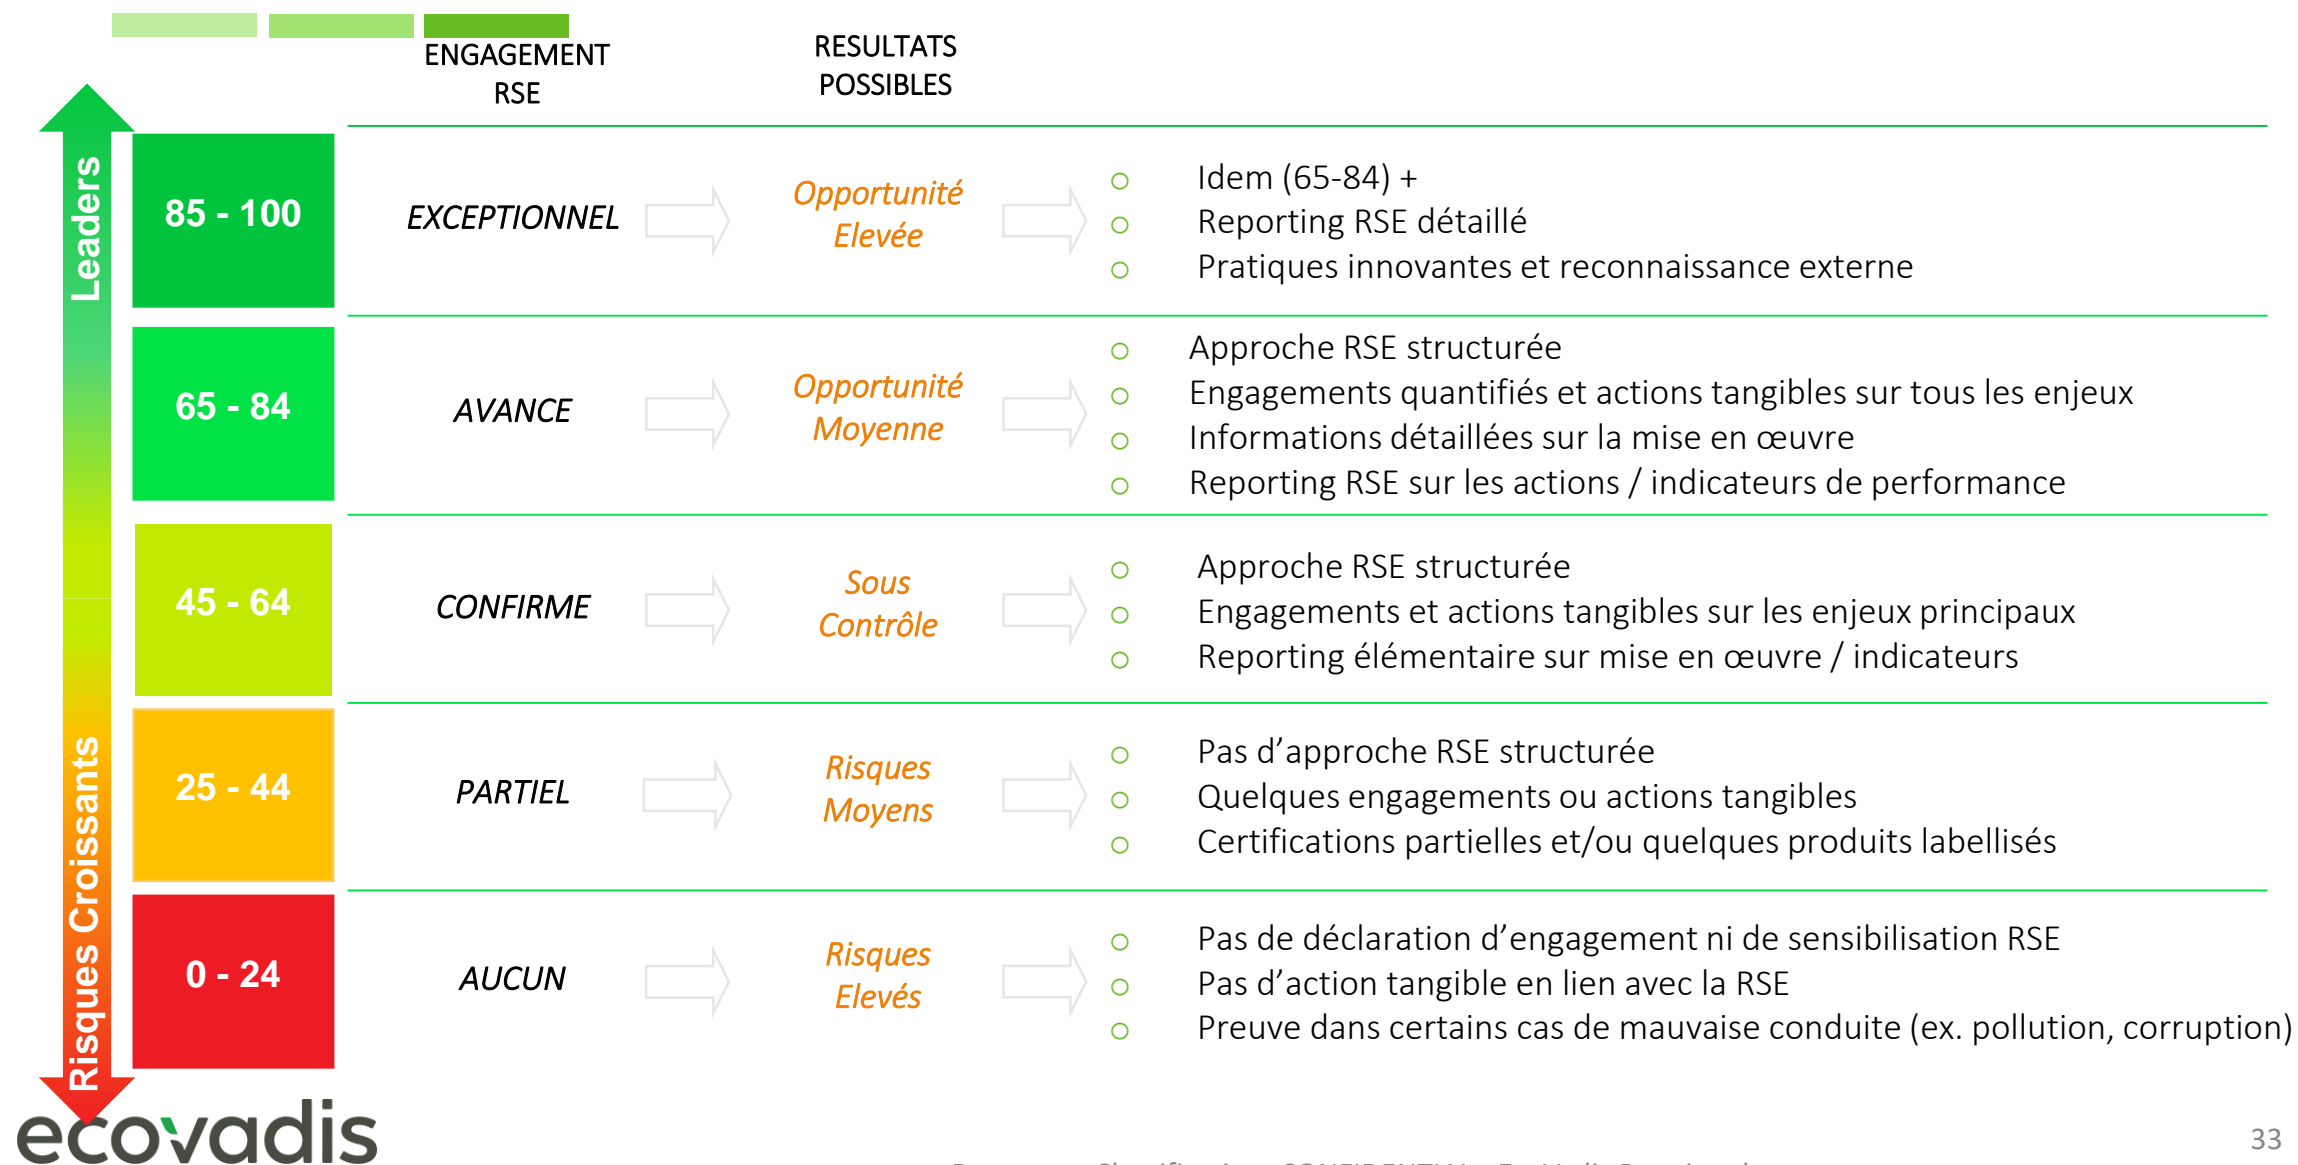 ENGAGEMENT
RSE
RESULTATS
POSSIBLES
Leaders
85 - 100
EXCEPTIONNEL
Opportunité
Elevée
Idem (65-84) +
Reporting RSE détaillé
Pratiques innovantes et reconnaissance externe
65 - 84
AVANCE
Opportunité
Moyenne
Approche RSE structurée
Engagements quantifiés et actions tangibles sur tous les enjeux
Informations détaillées sur la mise en œuvre
Reporting RSE sur les actions / indicateurs de performance
45 - 64
CONFIRME
Sous
Contrôle
Approche RSE structurée
Engagements et actions tangibles sur les enjeux principaux
Reporting élémentaire sur mise en œuvre / indicateurs
Risques Croissants
25 - 44
PARTIEL
Risques
Moyens
Pas d’approche RSE structurée
Quelques engagements ou actions tangibles
Certifications partielles et/ou quelques produits labellisés
0 - 24
AUCUN
Risques
Elevés
Pas de déclaration d’engagement ni de sensibilisation RSE
Pas d’action tangible en lien avec la RSE
Preuve dans certains cas de mauvaise conduite (ex. pollution, corruption)
ecovadis
33